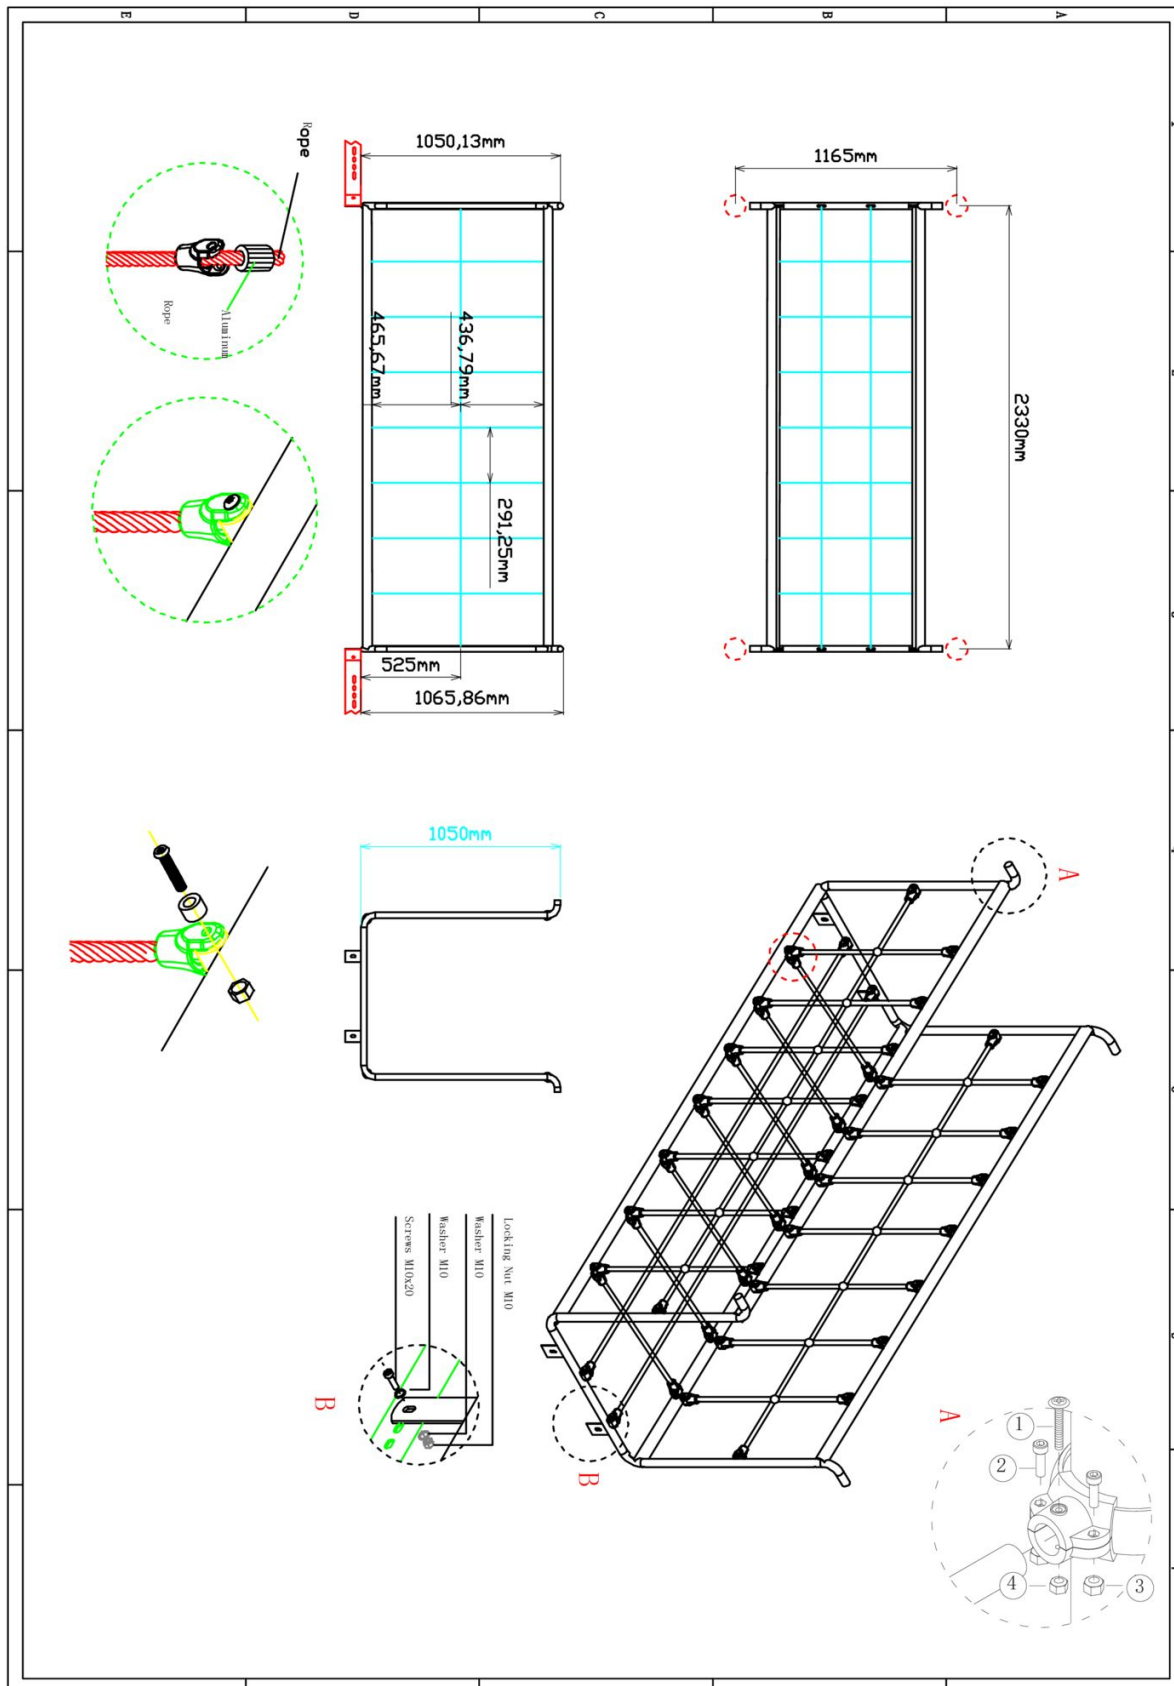 E
D
C
B
A
1050,13mm
1165mm
Rope
Rope
Aluminum
465,67mm
436,79mm
291,25mm
2330mm
525mm
1065,86mm
1050mm
A
Locking Nut M10
Washer M10
Washer M10
Screws M10x20
B
B
A
1
2
4
3